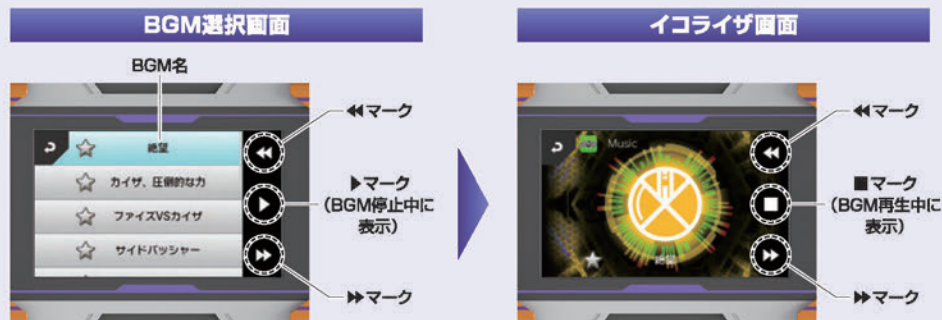 BGM選択画面
イコライザ画面
BGM名
◀◀マーク
▶マーク
(BGM停止中に
表示)
▶▶マーク
絶望
カイザ、圧倒的な力
ファイズVSカイザ
サイドバッシャー
◀◀マーク
■マーク
(BGM再生中に
表示)
▶▶マーク
Music
絶望